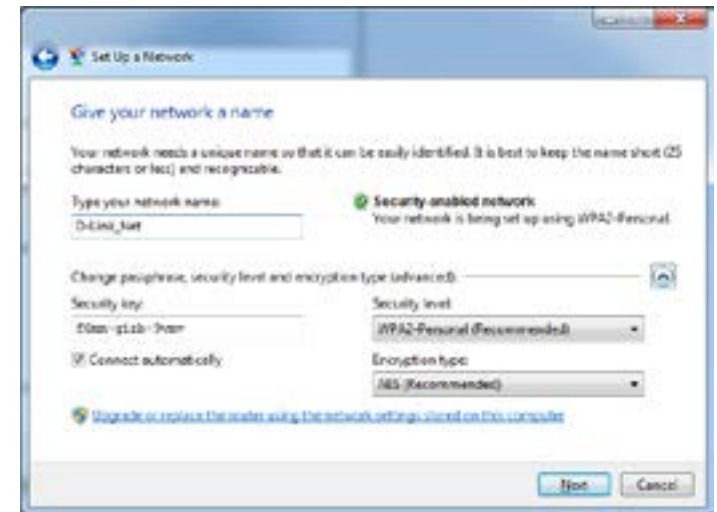 Set Up a Network
Give your network a name
Your network needs a unique name so that it can be easily identified. It is best to keep the name short (25
characters or less) and recognizable.
Type your network name:
Security-enabled network
D-Link_Net
Your network is being set up using WPA2-Personal.
Change passphrase, security level and encryption type (advanced):
Security key:
Security level:
WPA2-Personal (Recommended)
Connect automatically
Encryption type:
AES (Recommended)
Upgrade or replace the router using the network settings stored on this computer
Next
Cancel